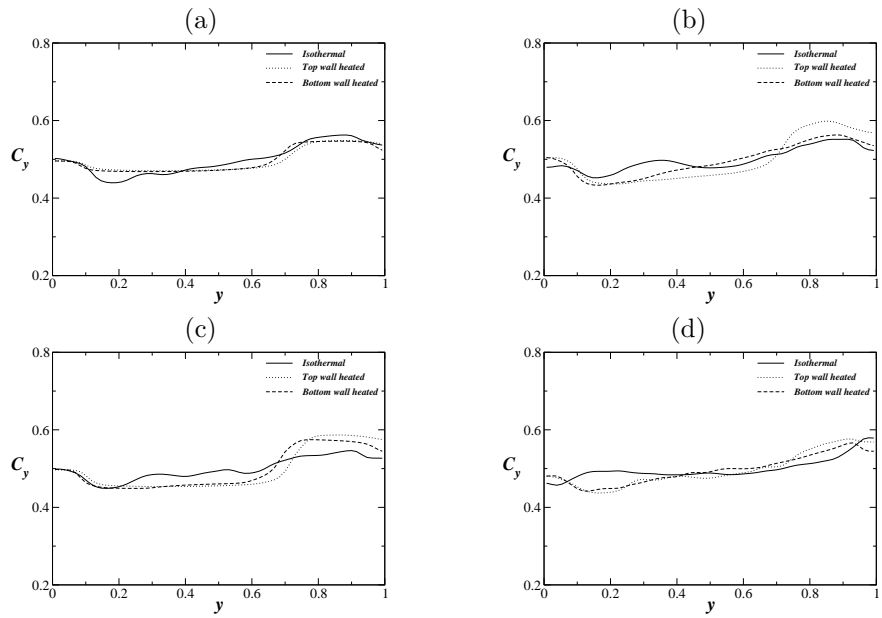 (a)
0.8
Isothermal
Top wall heated
Bottom wall heated
0.6
C_y
0.4
0.2
0 0.2 0.4 0.6 0.8 1
y
(b)
0.8
Isothermal
Top wall heated
Bottom wall heated
0.6
C_y
0.4
0.2
0 0.2 0.4 0.6 0.8 1
y
(c)
0.8
Isothermal
Top wall heated
Bottom wall heated
0.6
C_y
0.4
0.2
0 0.2 0.4 0.6 0.8 1
y
(d)
0.8
Isothermal
Top wall heated
Bottom wall heated
0.6
C_y
0.4
0.2
0 0.2 0.4 0.6 0.8 1
y